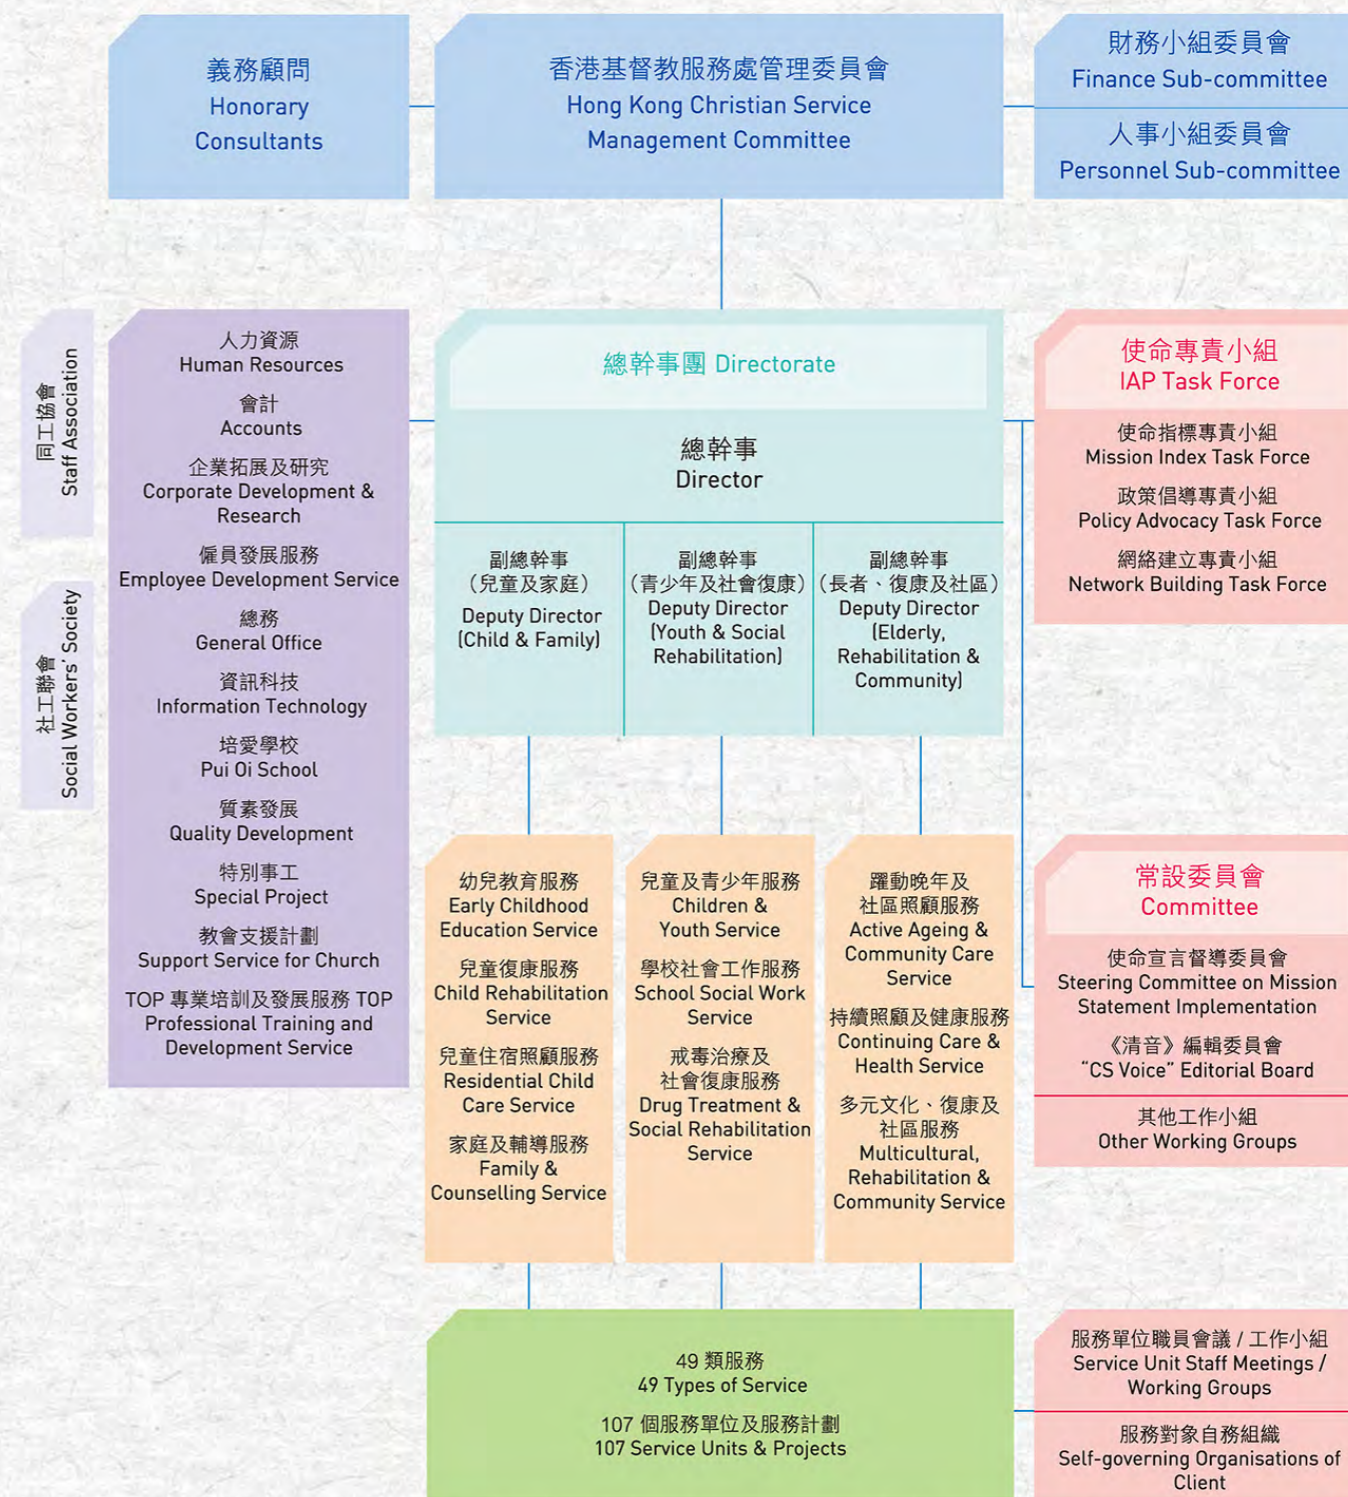 義務顧問
Honorary
Consultants
香港基督教服務處管理委員會
Hong Kong Christian Service
Management Committee
財務小組委員會
Finance Sub-committee
人事小組委員會
Personnel Sub-committee
同工協會
Staff Association
社工聯會
Social Workers' Society
人力資源
Human Resources
會計
Accounts
企業拓展及研究
Corporate Development &
Research
僱員發展服務
Employee Development Service
總務
General Office
資訊科技
Information Technology
培愛學校
Pui Oi School
質素發展
Quality Development
特別事工
Special Project
教會支援計劃
Support Service for Church
TOP 專業培訓及發展服務 TOP
Professional Training and
Development Service
總幹事團 Directorate
總幹事
Director
副總幹事
（兒童及家庭）
Deputy Director
(Child & Family)
副總幹事
（青少年及社會復康）
Deputy Director
(Youth & Social
Rehabilitation)
副總幹事
（長者、復康及社區）
Deputy Director
(Elderly,
Rehabilitation &
Community)
使命專責小組
IAP Task Force
使命指標專責小組
Mission Index Task Force
政策倡導專責小組
Policy Advocacy Task Force
網絡建立專責小組
Network Building Task Force
幼兒教育服務
Early Childhood
Education Service
兒童復康服務
Child Rehabilitation
Service
兒童住宿照顧服務
Residential Child
Care Service
家庭及輔導服務
Family &
Counselling Service
兒童及青少年服務
Children &
Youth Service
學校社會工作服務
School Social Work
Service
戒毒治療及
社會復康服務
Drug Treatment &
Social Rehabilitation
Service
躍動晚年及
社區照顧服務
Active Ageing &
Community Care
Service
持續照顧及健康服務
Continuing Care &
Health Service
多元文化、復康及
社區服務
Multicultural,
Rehabilitation &
Community Service
常設委員會
Committee
使命宣言督導委員會
Steering Committee on Mission
Statement Implementation
《清音》編輯委員會
"CS Voice" Editorial Board
其他工作小組
Other Working Groups
49 類服務
49 Types of Service
107 個服務單位及服務計劃
107 Service Units & Projects
服務單位職員會議 / 工作小組
Service Unit Staff Meetings /
Working Groups
服務對象自務組織
Self-governing Organisations of
Client